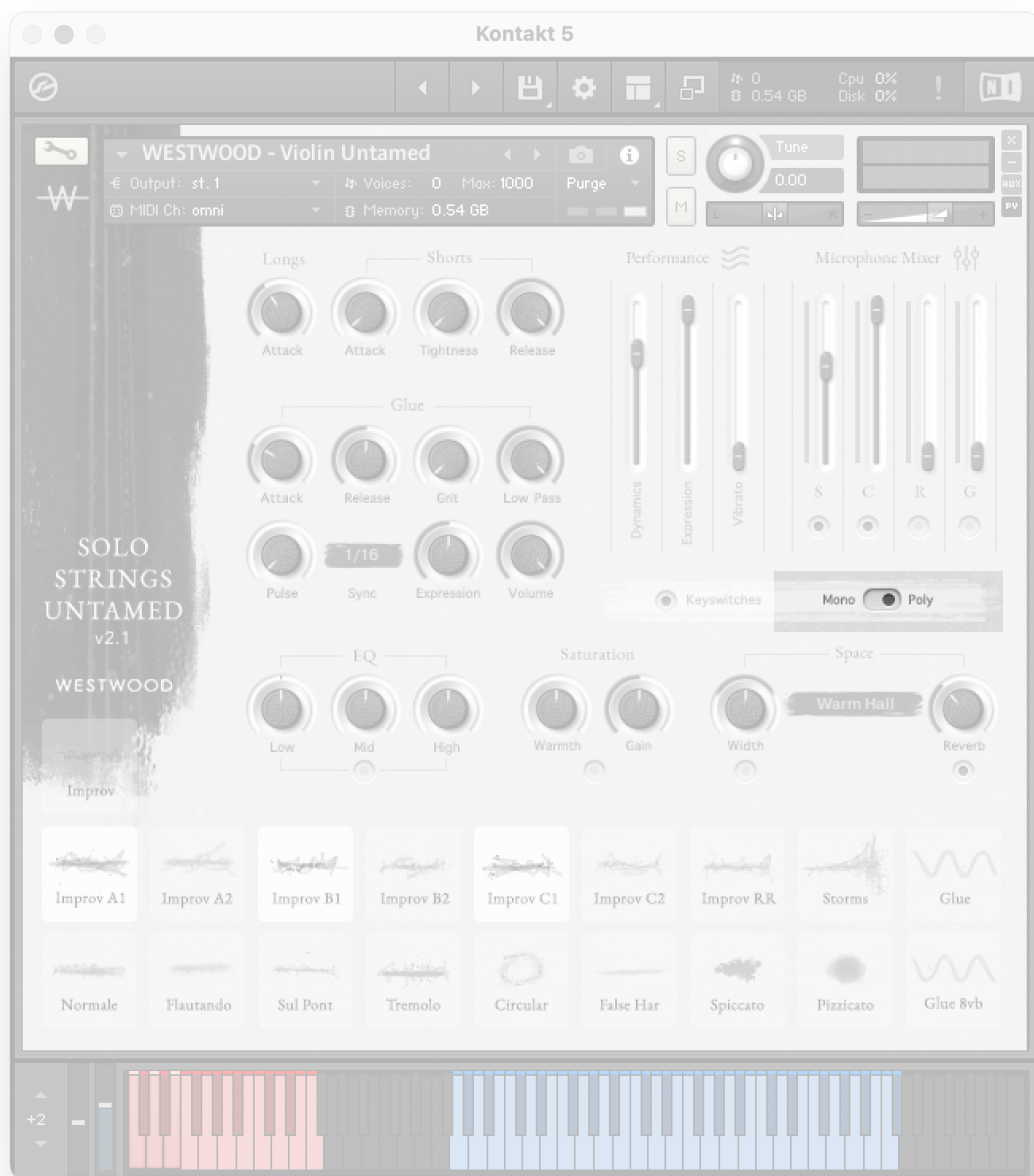 Kontakt 5
0 Cpu 0%
0.54 GB Disk 0%
! NI
WESTWOOD - Violin Untamed
Output: st. 1 Voices: 0 Max: 1000 Purge
MIDI Ch: omni Memory: 0.54 GB
S
M
Tune
0.00
L R
- +
X
-
AUX
PV
W
Longs Shorts
Attack Attack Tightness Release
Performance Microphone Mixer
Glue
Attack Release Grit Low Pass
Dynamics Expression Vibrato
S C R G
1/16
Pulse Sync Expression Volume
SOLO
STRINGS
UNTAMED
v2.1
WESTWOOD
Keyswitches Mono Poly
EQ Saturation Space
Warm Hall
Low Mid High Warmth Gain Width Reverb
Improv
Improv A1 Improv A2 Improv B1 Improv B2 Improv C1 Improv C2 Improv RR Storms Glue
Normale Flautando Sul Pont Tremolo Circular False Har Spiccato Pizzicato Glue 8vb
+2